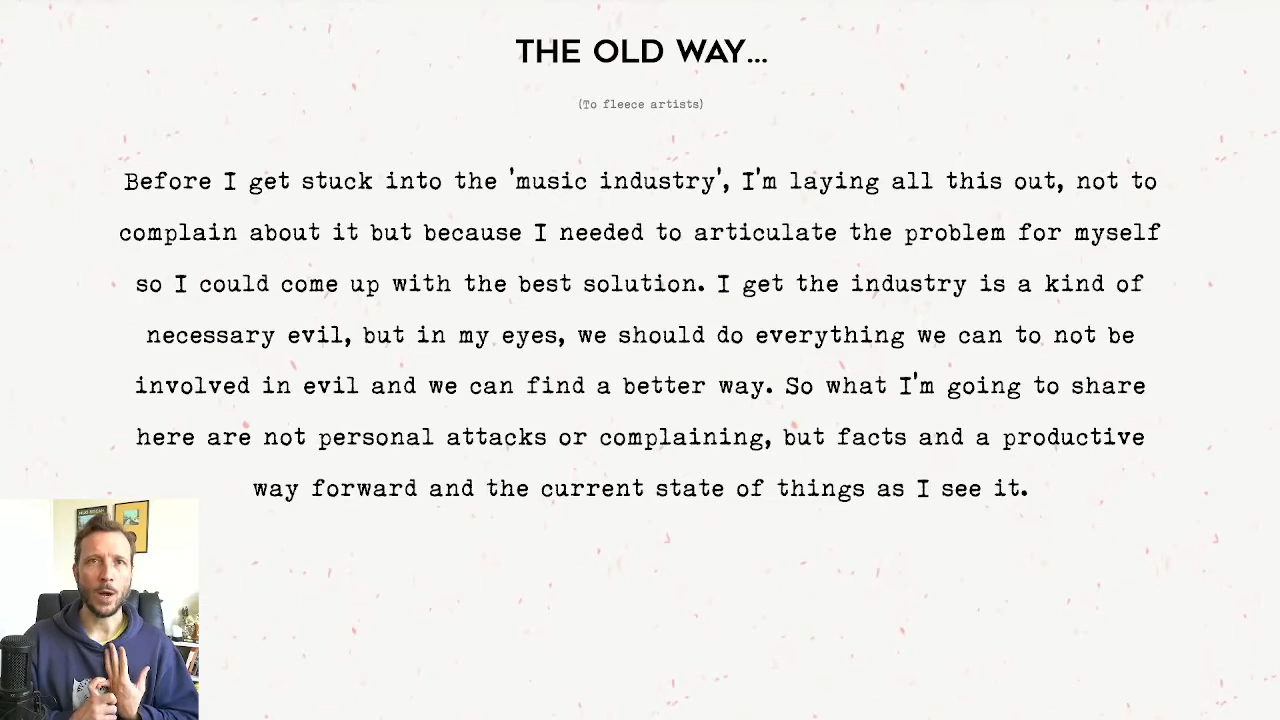 THE OLD WAY...
(To fleece artists)
Before I get stuck into the 'music industry', I'm laying all this out, not to
complain about it but because I needed to articulate the problem for myself
so I could come up with the best solution. I get the industry is a kind of
necessary evil, but in my eyes, we should do everything we can to not be
involved in evil and we can find a better way. So what I'm going to share
here are not personal attacks or complaining, but facts and a productive
way forward and the current state of things as I see it.